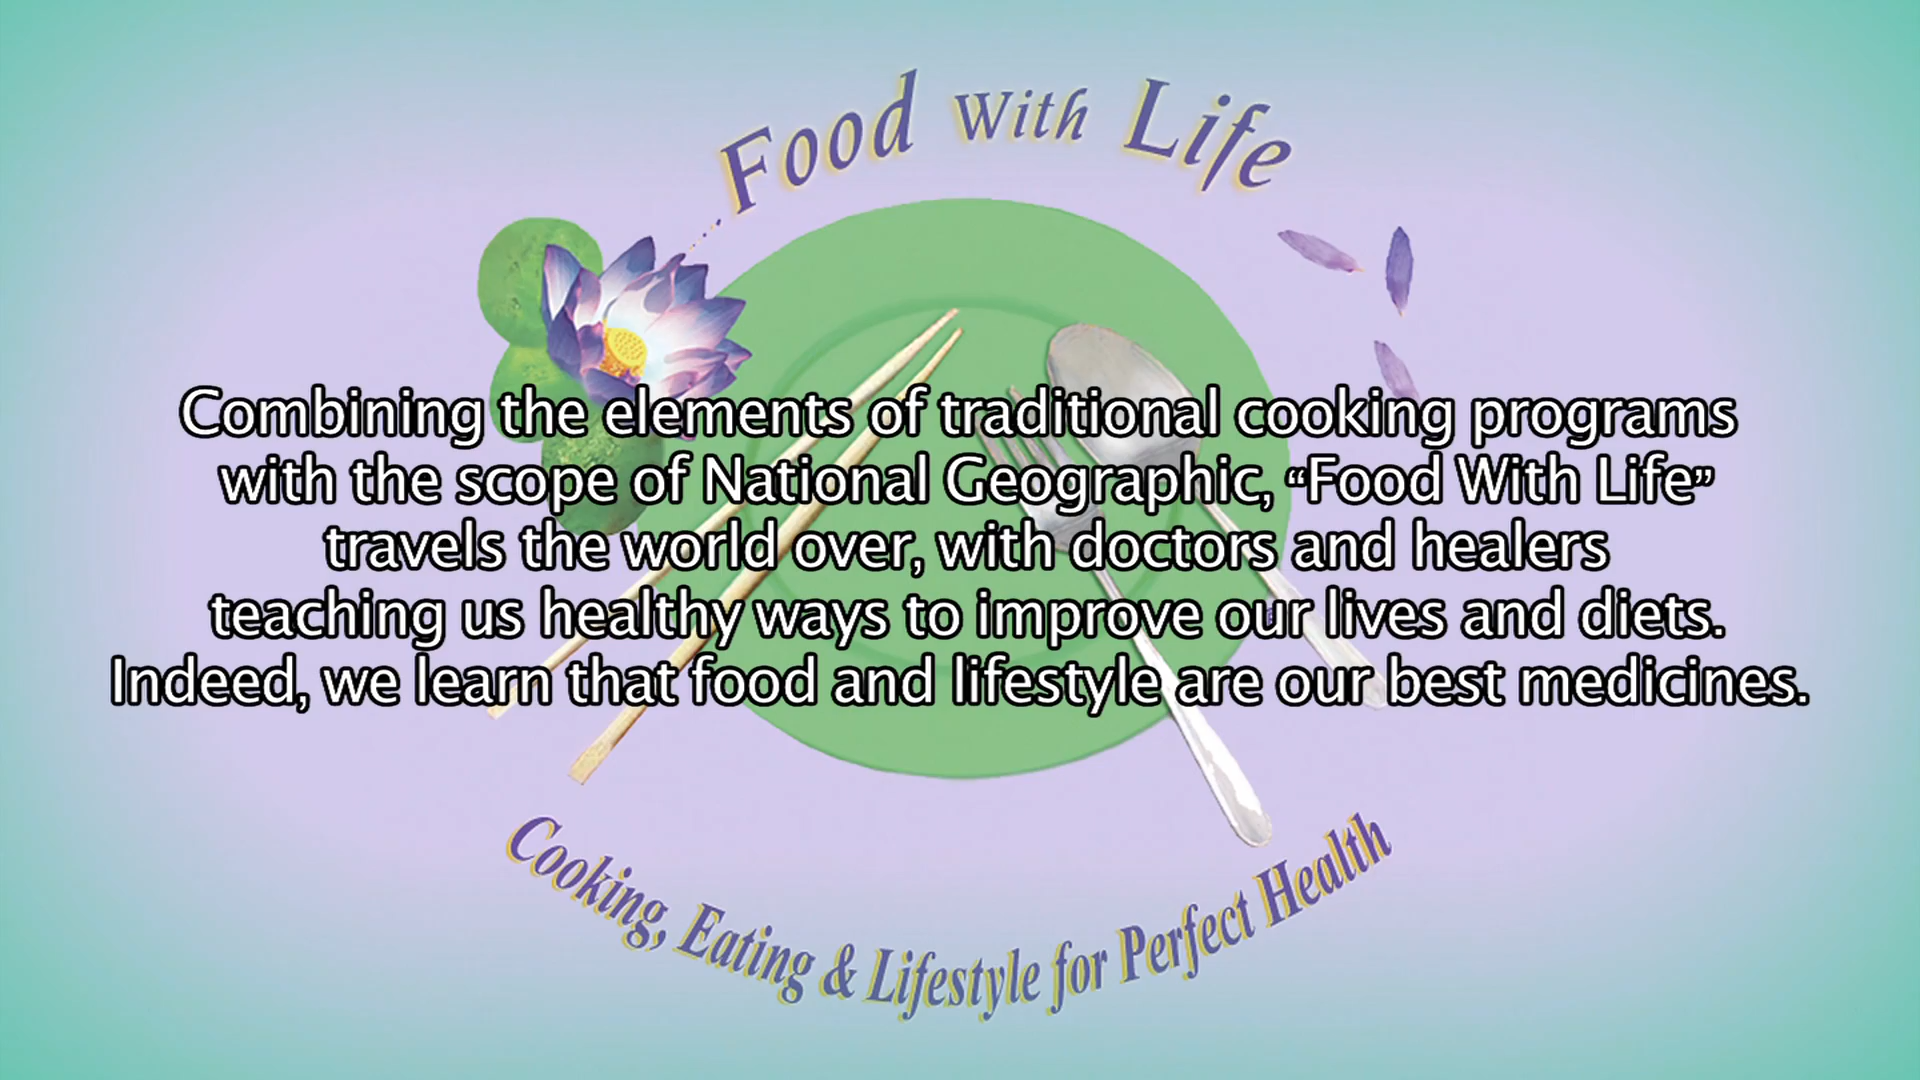 Food With Life
Combining the elements of traditional cooking programs
with the scope of National Geographic, “Food With Life”
travels the world over, with doctors and healers
teaching us healthy ways to improve our lives and diets.
Indeed, we learn that food and lifestyle are our best medicines.
Cooking, Eating & Lifestyle for Perfect Health